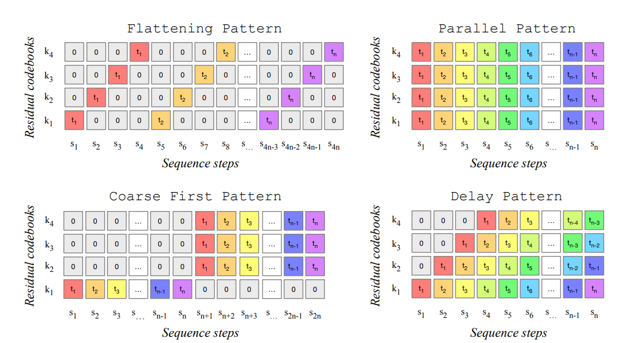 Flattening Pattern
Residual codebooks
k4 0 0 0 t1 0 0 0 t2 ... 0 0 0 tn
k3 0 0 t1 0 0 0 t2 0 ... 0 0 tn 0
k2 0 t1 0 0 0 t2 0 0 ... 0 tn 0 0
k1 t1 0 0 0 t2 0 0 0 ... tn 0 0 0
s1 s2 s3 s4 s5 s6 s7 s8 s... s4n-3 s4n-2 s4n-1 s4n
Sequence steps
Parallel Pattern
Residual codebooks
k4 t1 t2 t3 t4 t5 t6 ... tn-1 tn
k3 t1 t2 t3 t4 t5 t6 ... tn-1 tn
k2 t1 t2 t3 t4 t5 t6 ... tn-1 tn
k1 t1 t2 t3 t4 t5 t6 ... tn-1 tn
s1 s2 s3 s4 s5 s6 s... sn-1 sn
Sequence steps
Coarse First Pattern
Residual codebooks
k4 0 0 0 ... 0 0 t1 t2 t3 ... tn-1 tn
k3 0 0 0 ... 0 0 t1 t2 t3 ... tn-1 tn
k2 0 0 0 ... 0 0 t1 t2 t3 ... tn-1 tn
k1 t1 t2 t3 ... tn-1 tn 0 0 0 ... 0 0
s1 s2 s3 s... sn-1 sn sn+1 sn+2 sn+3 s... s2n-1 s2n
Sequence steps
Delay Pattern
Residual codebooks
k4 0 0 0 t1 t2 t3 ... tn-4 tn-3
k3 0 0 t1 t2 t3 t4 ... tn-3 tn-2
k2 0 t1 t2 t3 t4 t5 ... tn-2 tn-1
k1 t1 t2 t3 t4 t5 t6 ... tn-1 tn
s1 s2 s3 s4 s5 s6 s... sn-1 sn
Sequence steps